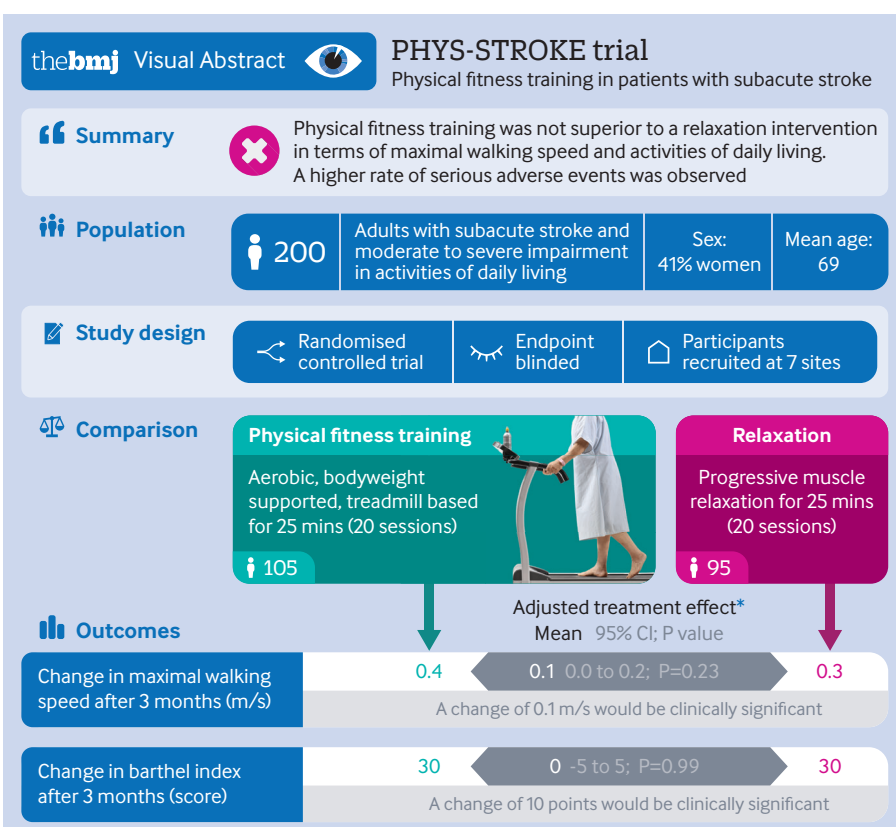 thebmj Visual Abstract
PHYS-STROKE trial
Physical fitness training in patients with subacute stroke
Summary
Physical fitness training was not superior to a relaxation intervention
in terms of maximal walking speed and activities of daily living.
A higher rate of serious adverse events was observed
Population
200
Adults with subacute stroke and
moderate to severe impairment
in activities of daily living
Sex:
41% women
Mean age:
69
Study design
Randomised
controlled trial
Endpoint
blinded
Participants
recruited at 7 sites
Comparison
Physical fitness training
Aerobic, bodyweight
supported, treadmill based
for 25 mins (20 sessions)
105
Relaxation
Progressive muscle
relaxation for 25 mins
(20 sessions)
95
Outcomes
Adjusted treatment effect*
Mean 95% CI; P value
Change in maximal walking
speed after 3 months (m/s)
0.4
0.1 0.0 to 0.2; P=0.23
0.3
A change of 0.1 m/s would be clinically significant
Change in barthel index
after 3 months (score)
30
0 -5 to 5; P=0.99
30
A change of 10 points would be clinically significant